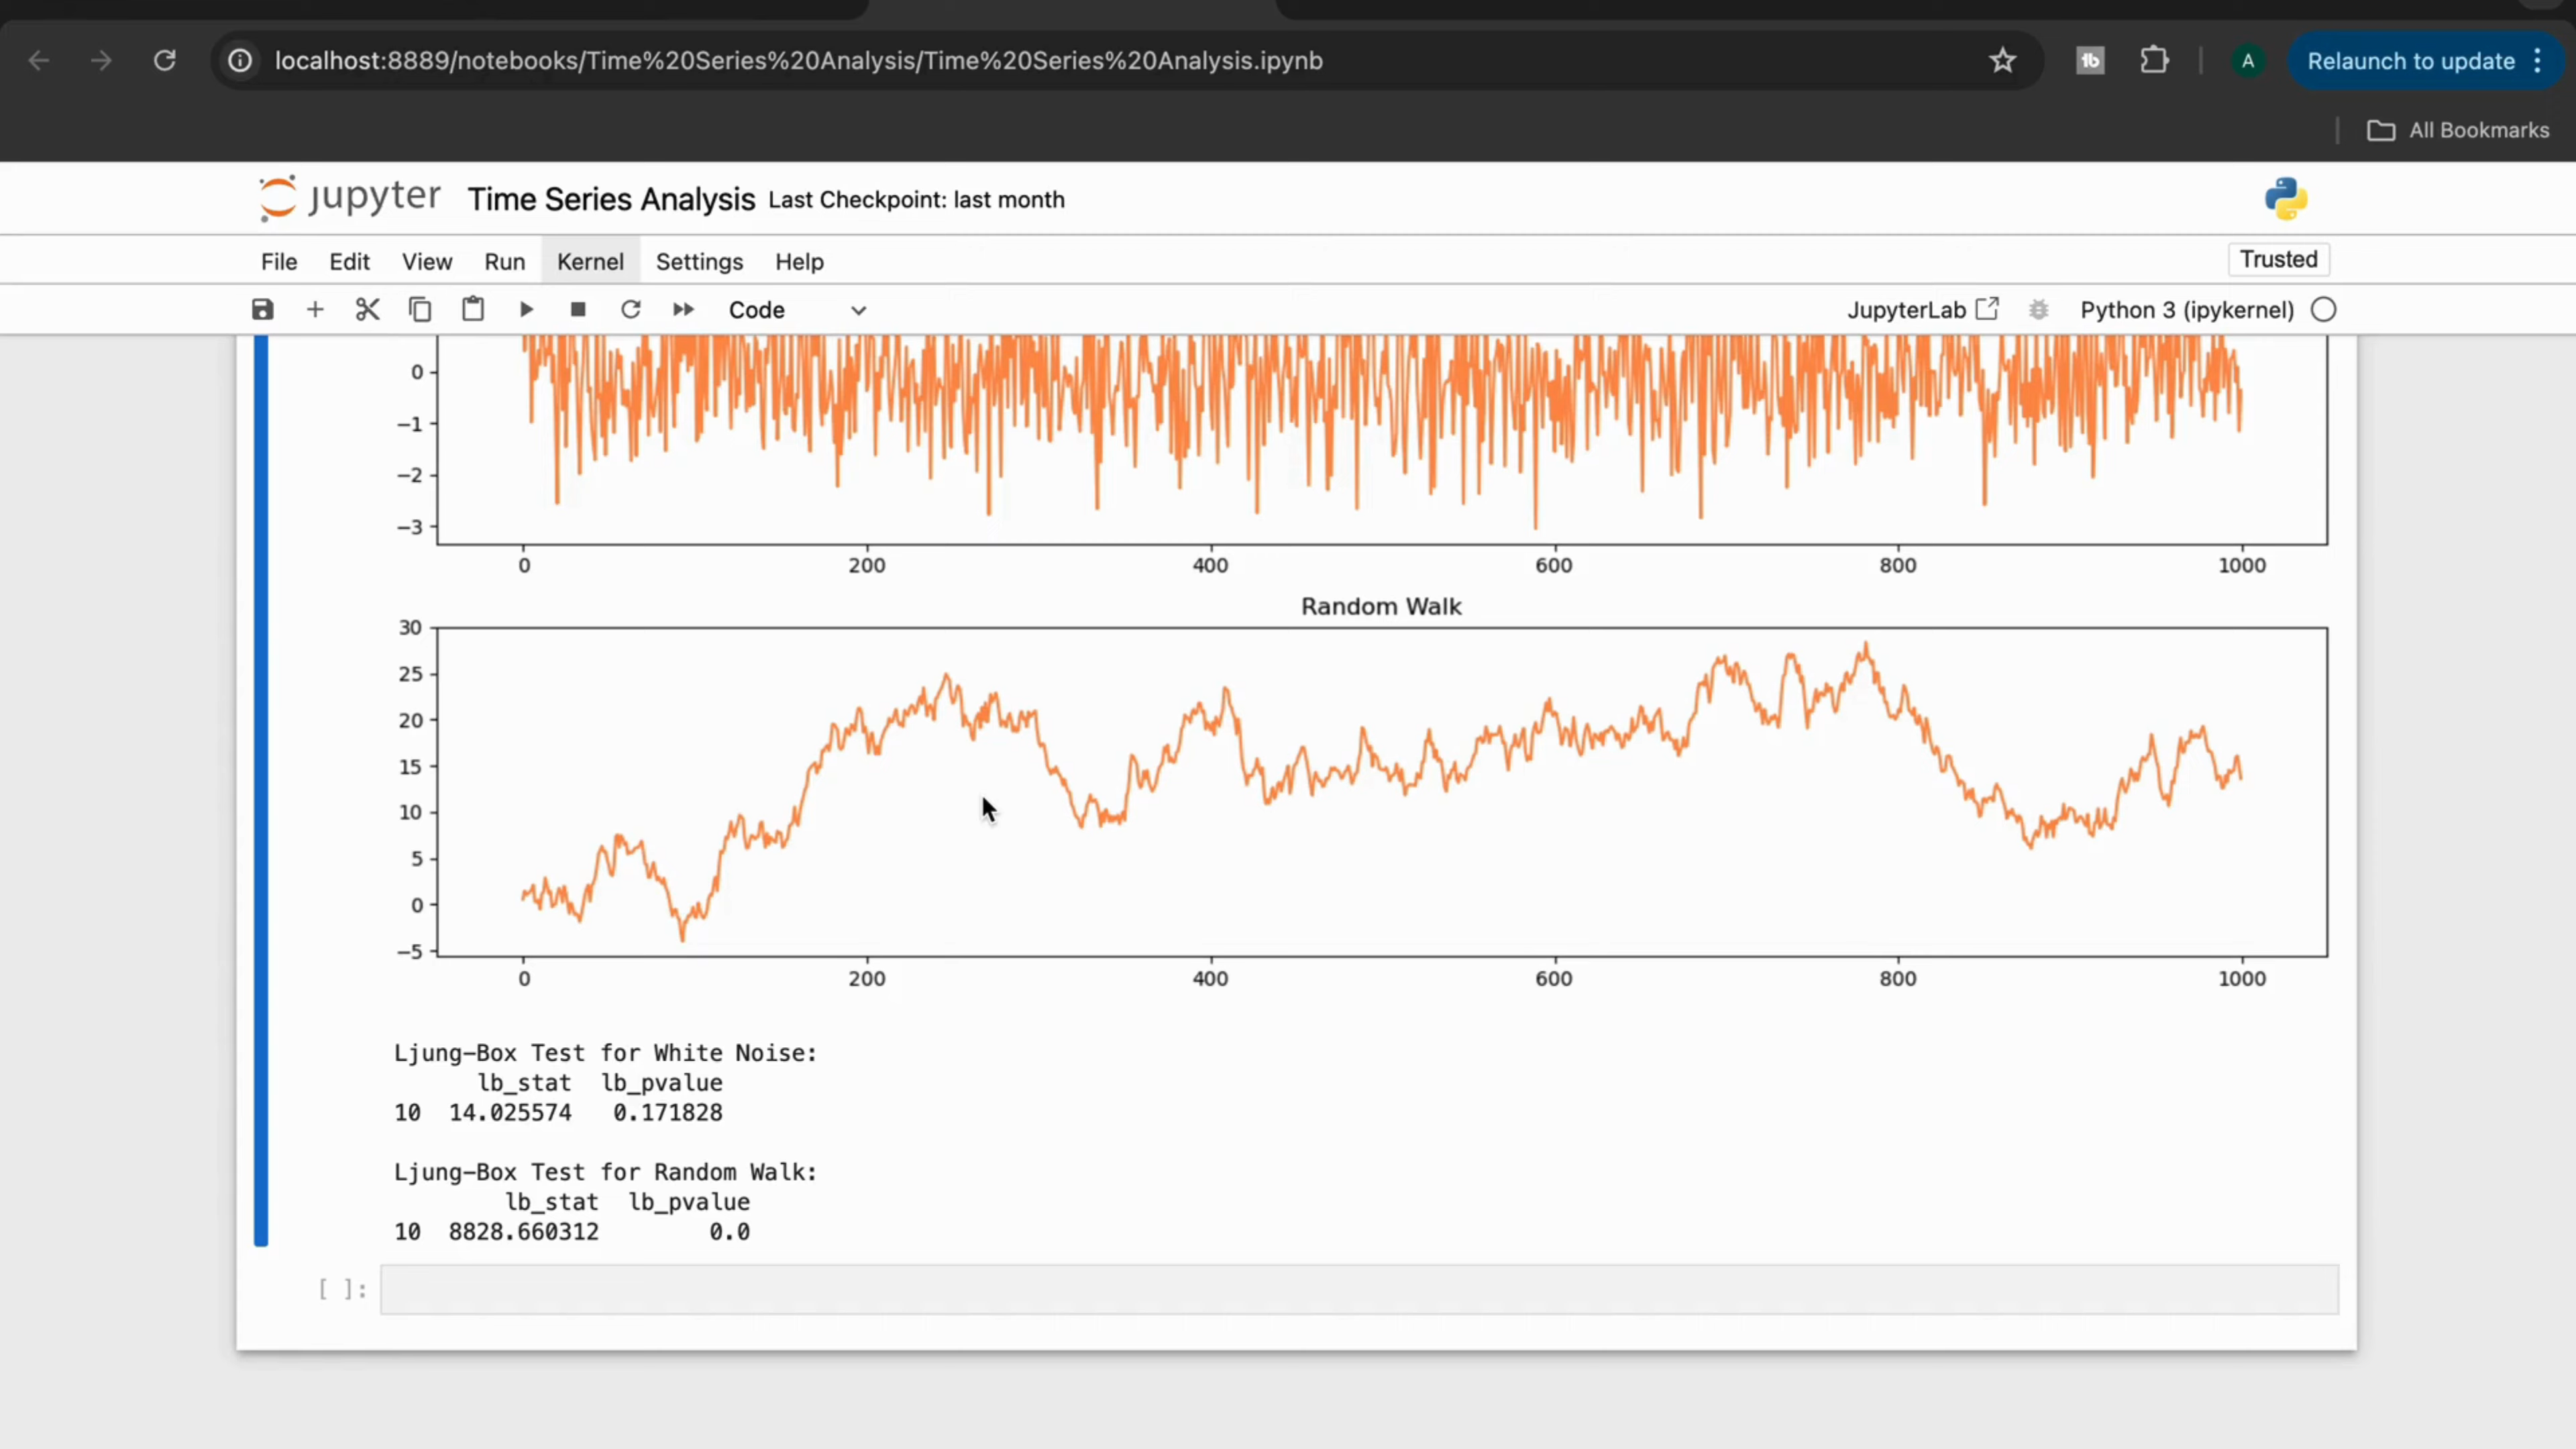 localhost:8889/notebooks/Time%20Series%20Analysis/Time%20Series%20Analysis.ipynb
A
Relaunch to update
All Bookmarks
jupyter Time Series Analysis Last Checkpoint: last month
File Edit View Run Kernel Settings Help
Trusted
Code
JupyterLab
Python 3 (ipykernel)
0
−1
−2
−3
0 200 400 600 800 1000
Random Walk
30
25
20
15
10
5
0
−5
0 200 400 600 800 1000
Ljung-Box Test for White Noise:
lb_stat lb_pvalue
10 14.025574 0.171828
Ljung-Box Test for Random Walk:
lb_stat lb_pvalue
10 8828.660312 0.0
[ ]: